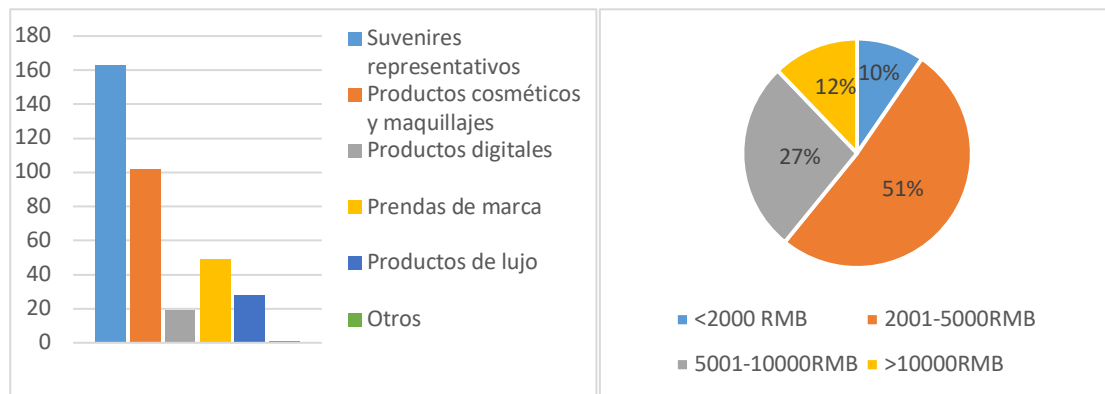 180
160
140
120
100
80
60
40
20
0
Suvenires
representativos
Productos cosméticos
y maquillajes
Productos digitales
Prendas de marca
Productos de lujo
Otros
10%
12%
27%
51%
<2000 RMB
2001-5000RMB
5001-10000RMB
>10000RMB